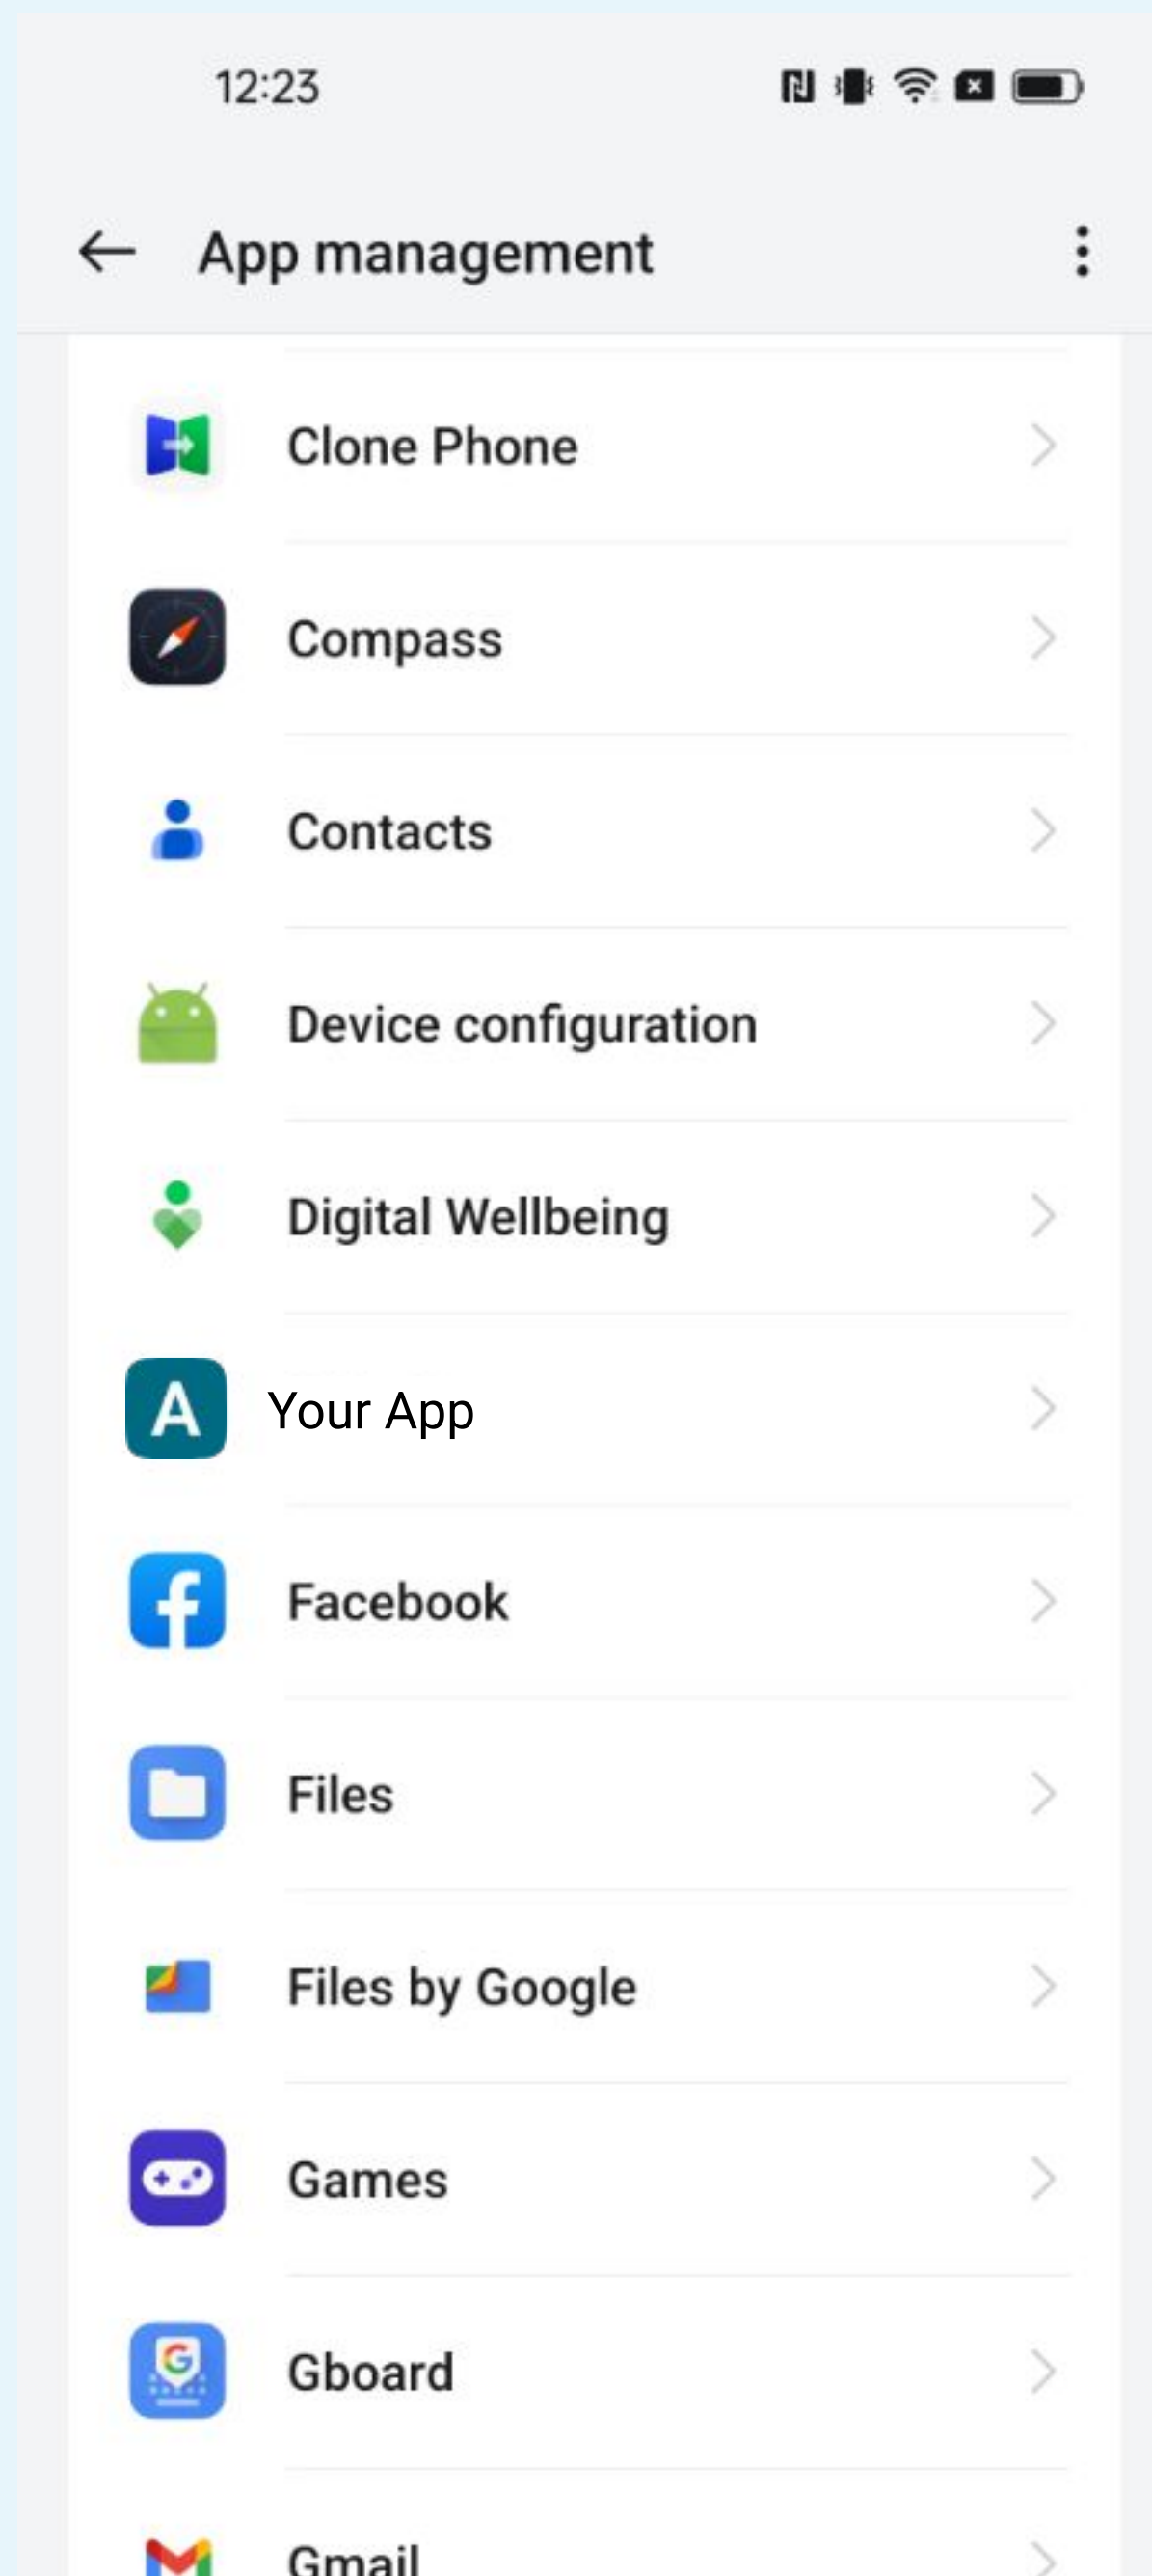 12:23
App management
Clone Phone
Compass
Contacts
Device configuration
Digital Wellbeing
A Your App
Facebook
Files
Files by Google
Games
Gboard
Gmail